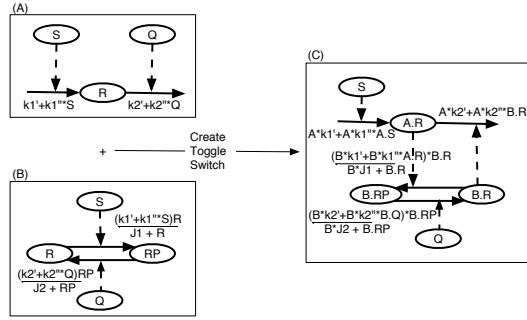 (A)
S
Q
R
k1'+k1"*S
k2'+k2"*Q
+
Create
Toggle
Switch
(B)
S
(k1'+k1"*S)R
J1 + R
R
RP
(k2'+k2"*Q)RP
J2 + RP
Q
(C)
S
A.R
A*k1'+A*k1"*A.S
A*k2'+A*k2"*B.R
(B*k1'+B*k1"*A.R)*B.R
B*J1 + B.R
B.RP
B.R
(B*k2'+B*k2"*B.Q)*B.RP
B*J2 + B.RP
Q